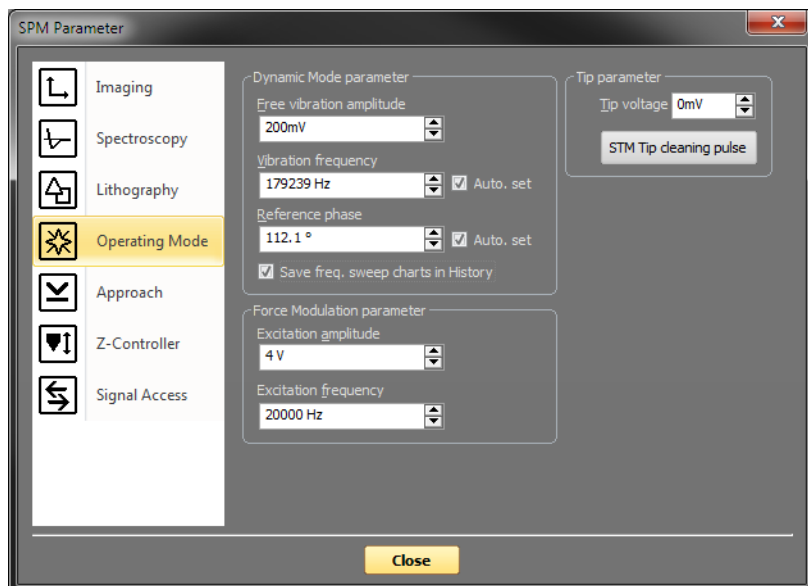 SPM Parameter
Imaging
Spectroscopy
Lithography
Operating Mode
Approach
Z-Controller
Signal Access
Dynamic Mode parameter
Free vibration amplitude
200mV
Vibration frequency
179239 Hz
Auto. set
Reference phase
112.1 °
Auto. set
Save freq. sweep charts in History
Force Modulation parameter
Excitation amplitude
4 V
Excitation frequency
20000 Hz
Tip parameter
Tip voltage 0mV
STM Tip cleaning pulse
Close